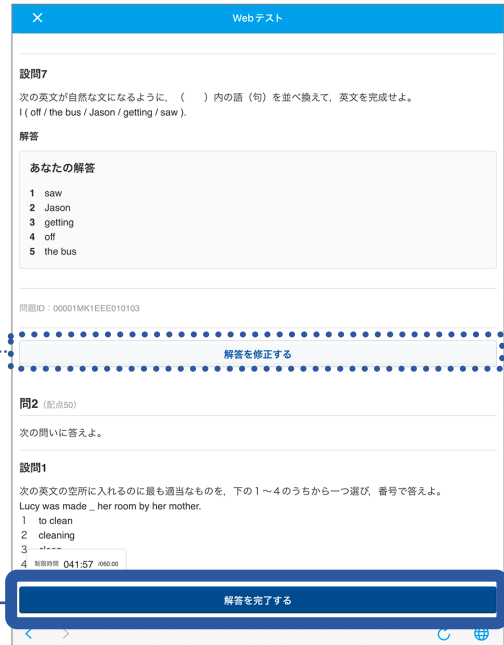 Webテスト
設問7
次の英文が自然な文になるように, （　　）内の語（句）を並べ換えて, 英文を完成せよ。
I ( off / the bus / Jason / getting / saw ).
解答
あなたの解答
1 saw
2 Jason
3 getting
4 off
5 the bus
問題ID：00001MK1EEE010103
解答を修正する
問2（配点50）
次の問いに答えよ。
設問1
次の英文の空所に入れるのに最も適当なものを, 下の１～４のうちから一つ選び, 番号で答えよ。
Lucy was made _ her room by her mother.
1 to clean
2 cleaning
3
4 制限時間 041:57 /060:00
解答を完了する